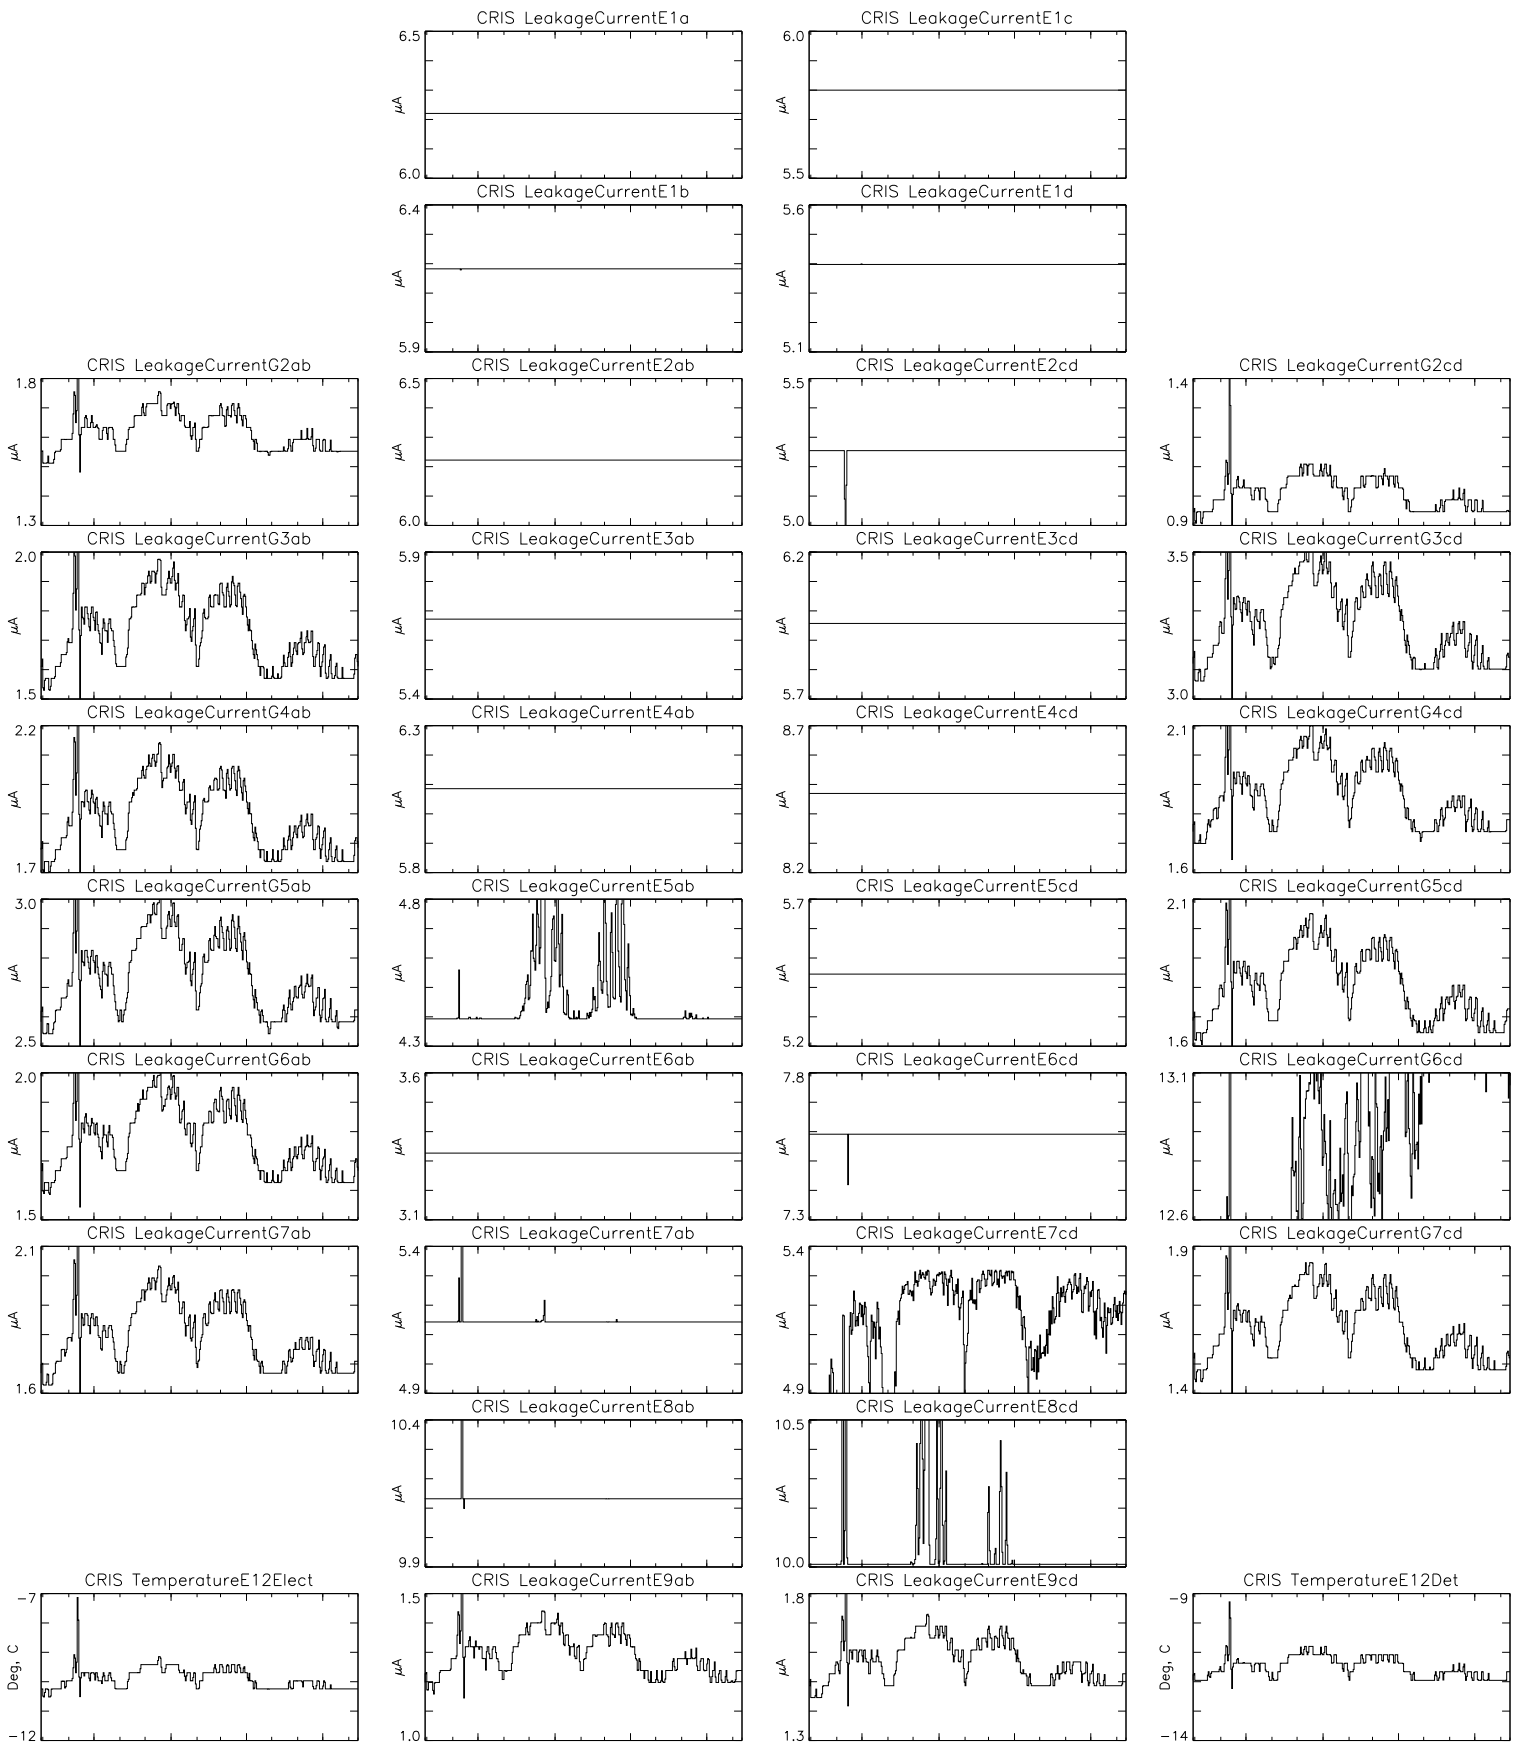 CRIS LeakageCurrentE1a
CRIS LeakageCurrentE1c
6.5
μA
6.0
6.0
μA
5.5
CRIS LeakageCurrentE1b
CRIS LeakageCurrentE1d
6.4
μA
5.9
5.6
μA
5.1
CRIS LeakageCurrentG2ab
CRIS LeakageCurrentE2ab
CRIS LeakageCurrentE2cd
CRIS LeakageCurrentG2cd
1.8
μA
1.3
6.5
μA
6.0
5.5
μA
5.0
1.4
μA
0.9
CRIS LeakageCurrentG3ab
CRIS LeakageCurrentE3ab
CRIS LeakageCurrentE3cd
CRIS LeakageCurrentG3cd
2.0
μA
1.5
5.9
μA
5.4
6.2
μA
5.7
3.5
μA
3.0
CRIS LeakageCurrentG4ab
CRIS LeakageCurrentE4ab
CRIS LeakageCurrentE4cd
CRIS LeakageCurrentG4cd
2.2
μA
1.7
6.3
μA
5.8
8.7
μA
8.2
2.1
μA
1.6
CRIS LeakageCurrentG5ab
CRIS LeakageCurrentE5ab
CRIS LeakageCurrentE5cd
CRIS LeakageCurrentG5cd
3.0
μA
2.5
4.8
μA
4.3
5.7
μA
5.2
2.1
μA
1.6
CRIS LeakageCurrentG6ab
CRIS LeakageCurrentE6ab
CRIS LeakageCurrentE6cd
CRIS LeakageCurrentG6cd
2.0
μA
1.5
3.6
μA
3.1
7.8
μA
7.3
13.1
μA
12.6
CRIS LeakageCurrentG7ab
CRIS LeakageCurrentE7ab
CRIS LeakageCurrentE7cd
CRIS LeakageCurrentG7cd
2.1
μA
1.6
5.4
μA
4.9
5.4
μA
4.9
1.9
μA
1.4
CRIS LeakageCurrentE8ab
CRIS LeakageCurrentE8cd
10.4
μA
9.9
10.5
μA
10.0
CRIS TemperatureE12Elect
CRIS LeakageCurrentE9ab
CRIS LeakageCurrentE9cd
CRIS TemperatureE12Det
-7
Deg, C
-12
1.5
μA
1.0
1.8
μA
1.3
-9
Deg, C
-14